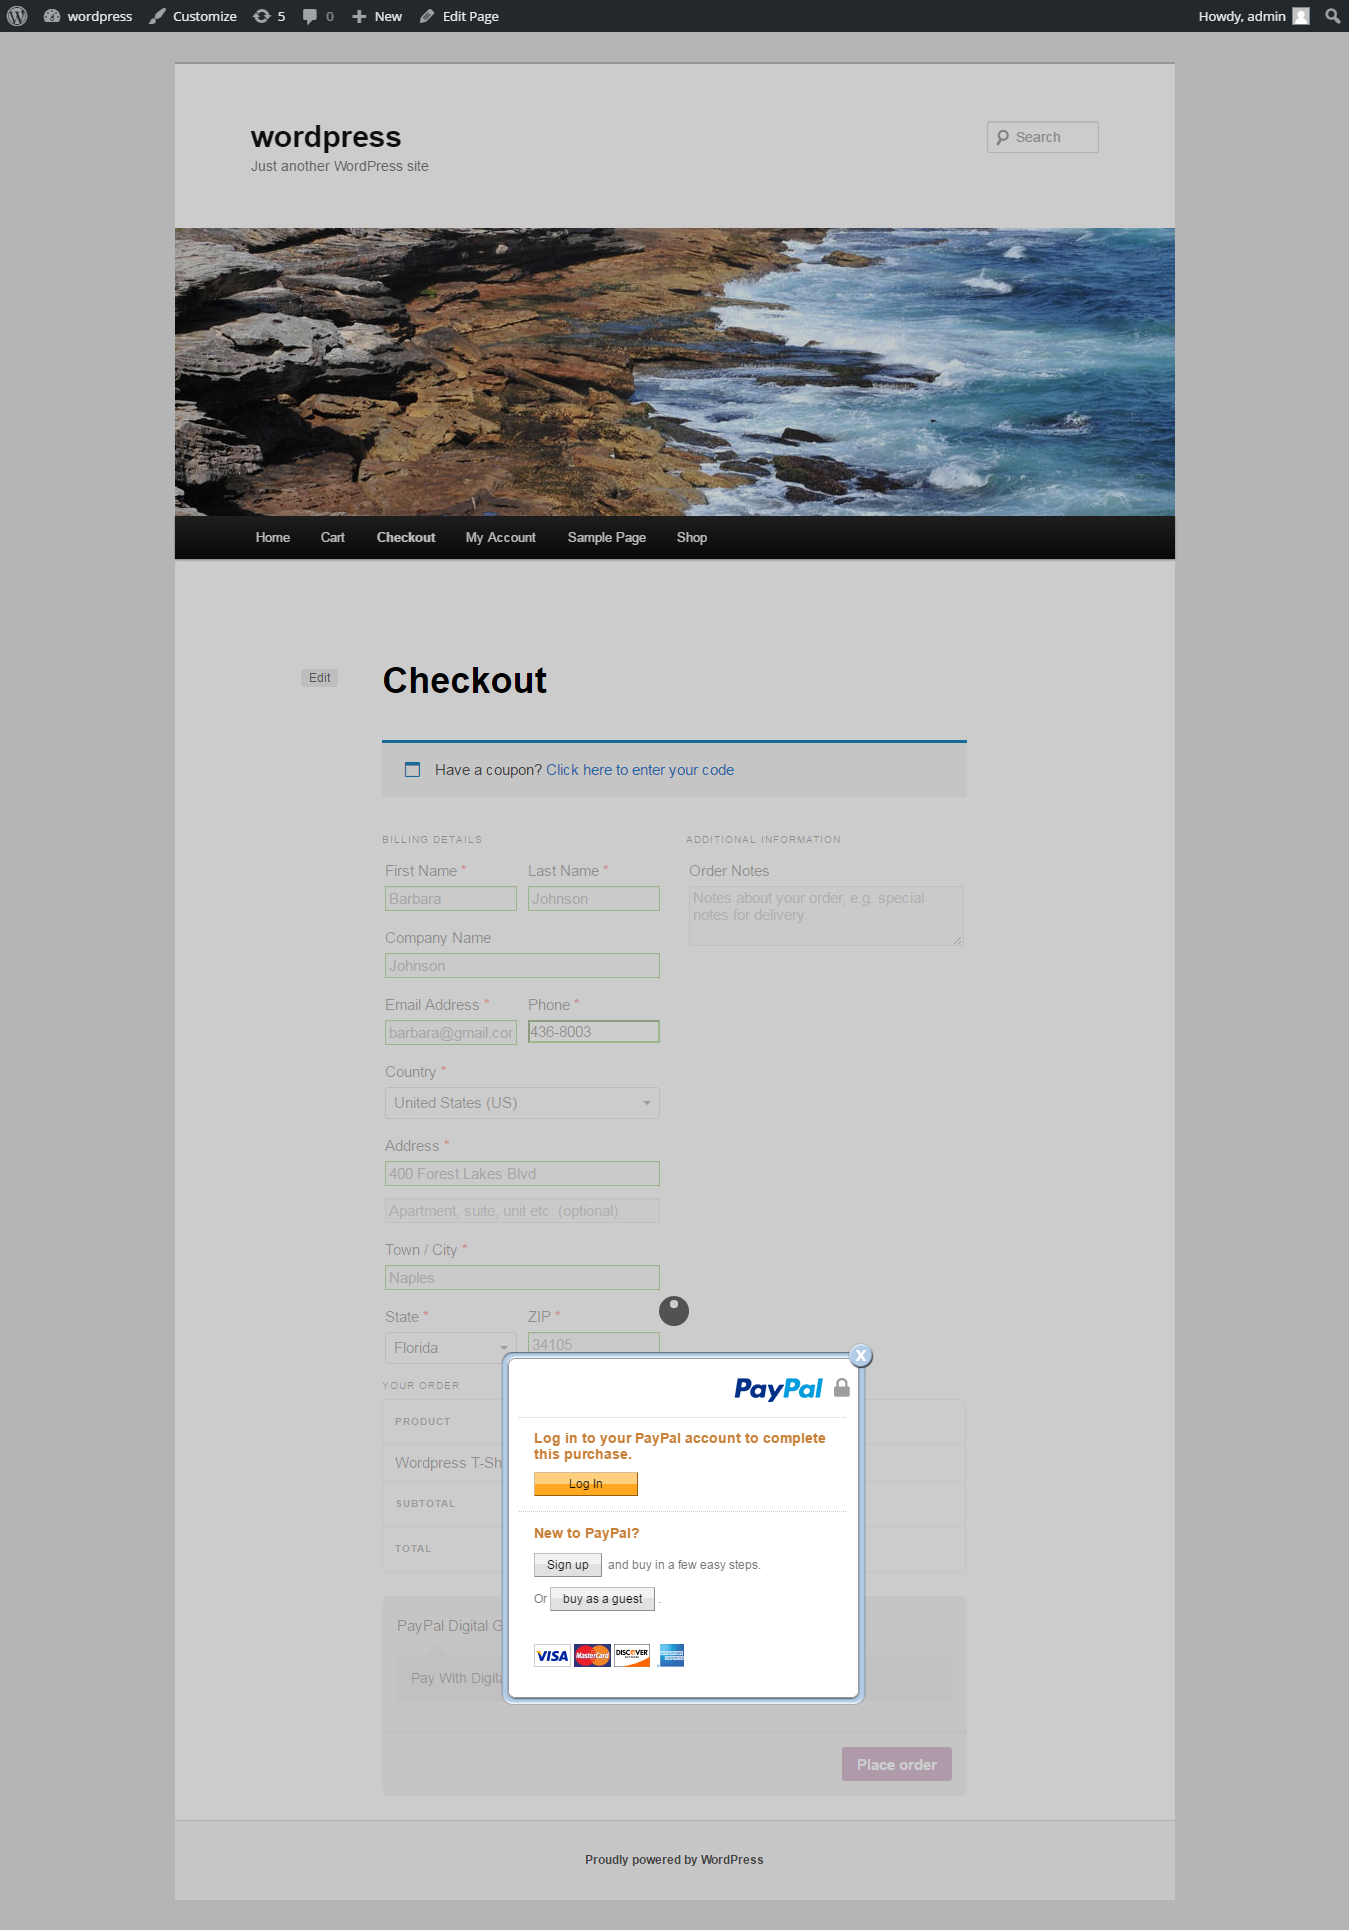 wordpress Customize 5 0 New Edit Page Howdy, admin
wordpress
Just another WordPress site
Search
Home Cart Checkout My Account Sample Page Shop
Edit
Checkout
Have a coupon? Click here to enter your code
BILLING DETAILS
First Name * Last Name *
Barbara Johnson
Company Name
Johnson
Email Address * Phone *
barbara@gmail.cor 436-8003
Country *
United States (US)
Address *
400 Forest Lakes Blvd
Apartment, suite, unit etc. (optional)
Town / City *
Naples
State * ZIP *
Florida 34105
ADDITIONAL INFORMATION
Order Notes
Notes about your order, e.g. special
notes for delivery.
YOUR ORDER
PRODUCT
Wordpress T-Sh
SUBTOTAL
TOTAL
PayPal Digital G
Pay With Digita
Place order
X
PayPal
Log in to your PayPal account to complete
this purchase.
Log In
New to PayPal?
Sign up and buy in a few easy steps.
Or buy as a guest .
VISA MasterCard DISCOVER
Proudly powered by WordPress